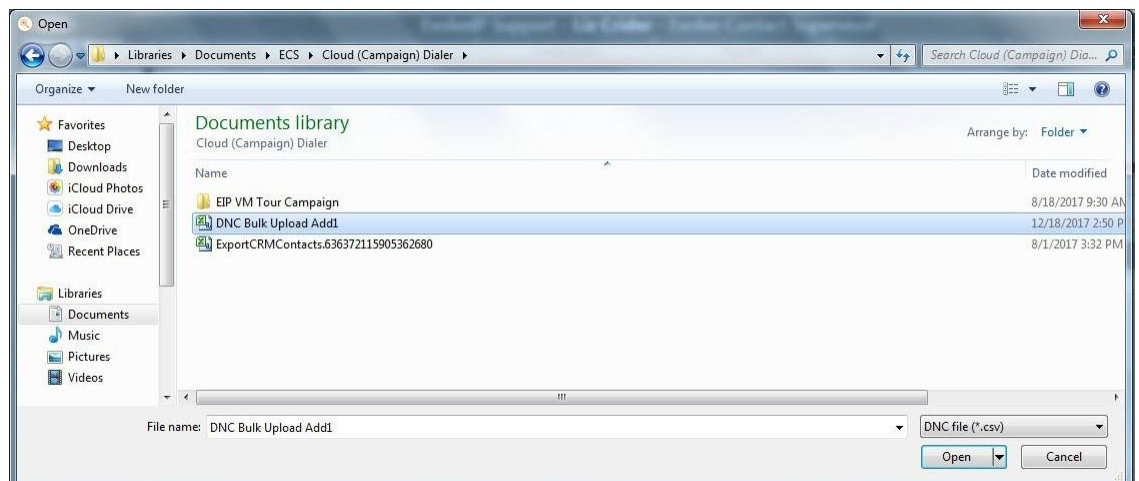 Open
Libraries ▸ Documents ▸ ECS ▸ Cloud (Campaign) Dialer ▸
Search Cloud (Campaign) Dia...
Organize
New folder
Favorites
Desktop
Downloads
iCloud Photos
iCloud Drive
OneDrive
Recent Places
Libraries
Documents
Music
Pictures
Videos
Documents library
Cloud (Campaign) Dialer
Arrange by: Folder
Name Date modified
EIP VM Tour Campaign 8/18/2017 9:30 AM
DNC Bulk Upload Add1 12/18/2017 2:50 P
ExportCRMContacts.636372115905362680 8/1/2017 3:32 PM
File name: DNC Bulk Upload Add1
DNC file (*.csv)
Open
Cancel